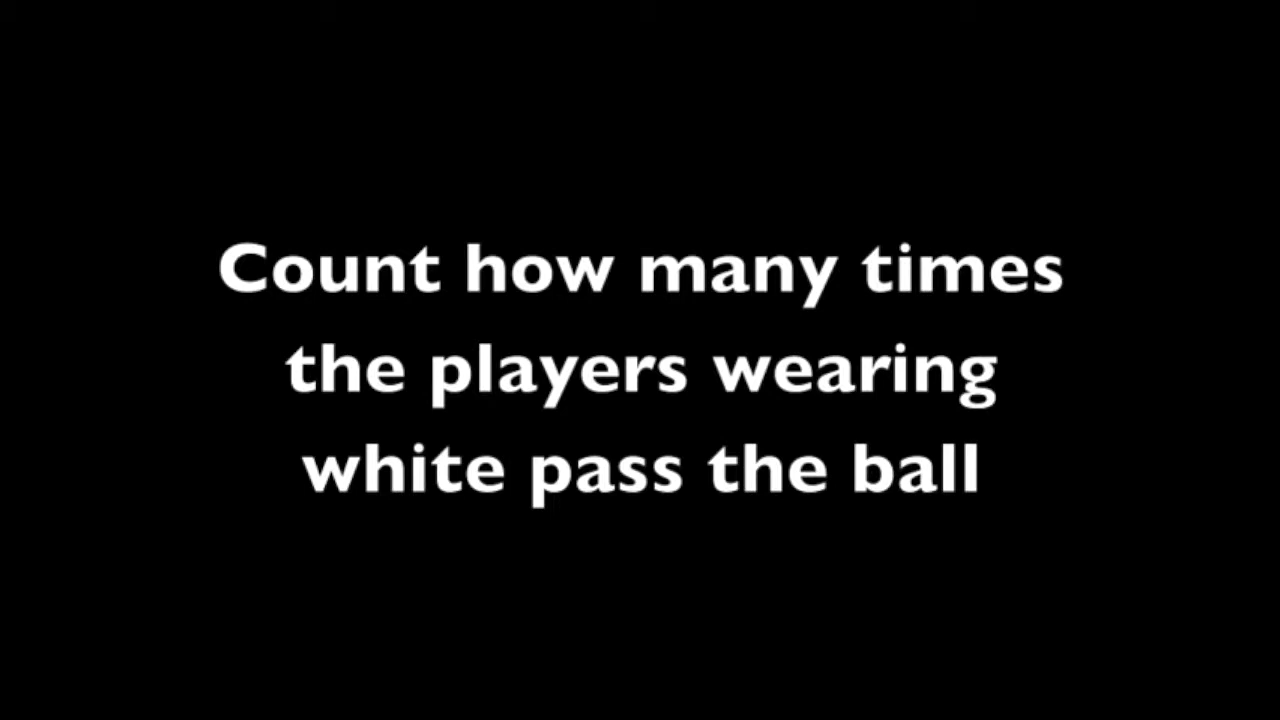 Count how many times
the players wearing
white pass the ball